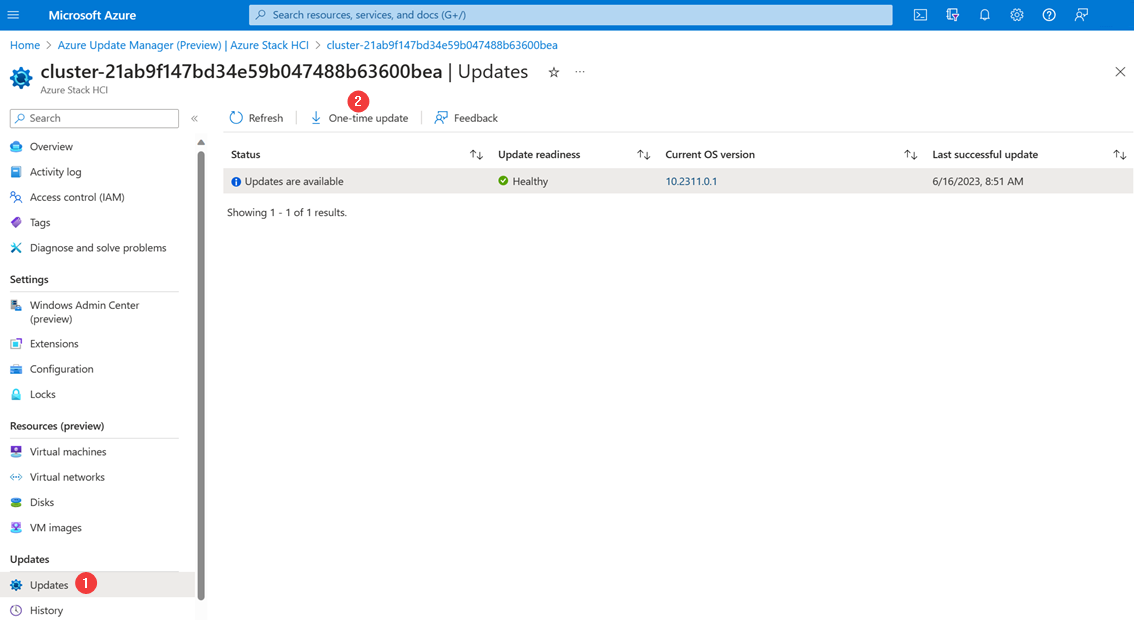 Microsoft Azure
Search resources, services, and docs (G+/)
Home > Azure Update Manager (Preview) | Azure Stack HCI > cluster-21ab9f147bd34e59b047488b63600bea
cluster-21ab9f147bd34e59b047488b63600bea | Updates
Azure Stack HCI
2
Search
Refresh
One-time update
Feedback
Overview
Activity log
Access control (IAM)
Tags
Diagnose and solve problems
Settings
Windows Admin Center
(preview)
Extensions
Configuration
Locks
Resources (preview)
Virtual machines
Virtual networks
Disks
VM images
Updates
Updates 1
History
Status Update readiness Current OS version Last successful update
Updates are available Healthy 10.2311.0.1 6/16/2023, 8:51 AM
Showing 1 - 1 of 1 results.